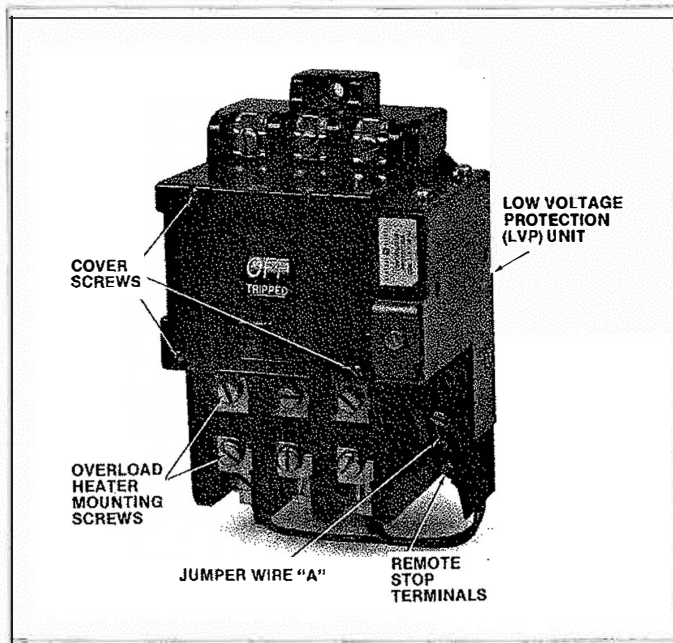 LOW VOLTAGE
PROTECTION
(LVP) UNIT
COVER
SCREWS
OFF
TRIPPED
OVERLOAD
HEATER
MOUNTING
SCREWS
JUMPER WIRE "A"
REMOTE
STOP
TERMINALS